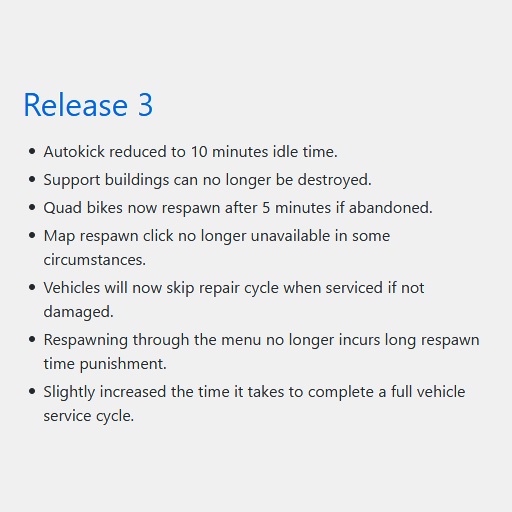 Release 3
• Autokick reduced to 10 minutes idle time.
• Support buildings can no longer be destroyed.
• Quad bikes now respawn after 5 minutes if abandoned.
• Map respawn click no longer unavailable in some
circumstances.
• Vehicles will now skip repair cycle when serviced if not
damaged.
• Respawning through the menu no longer incurs long respawn
time punishment.
• Slightly increased the time it takes to complete a full vehicle
service cycle.